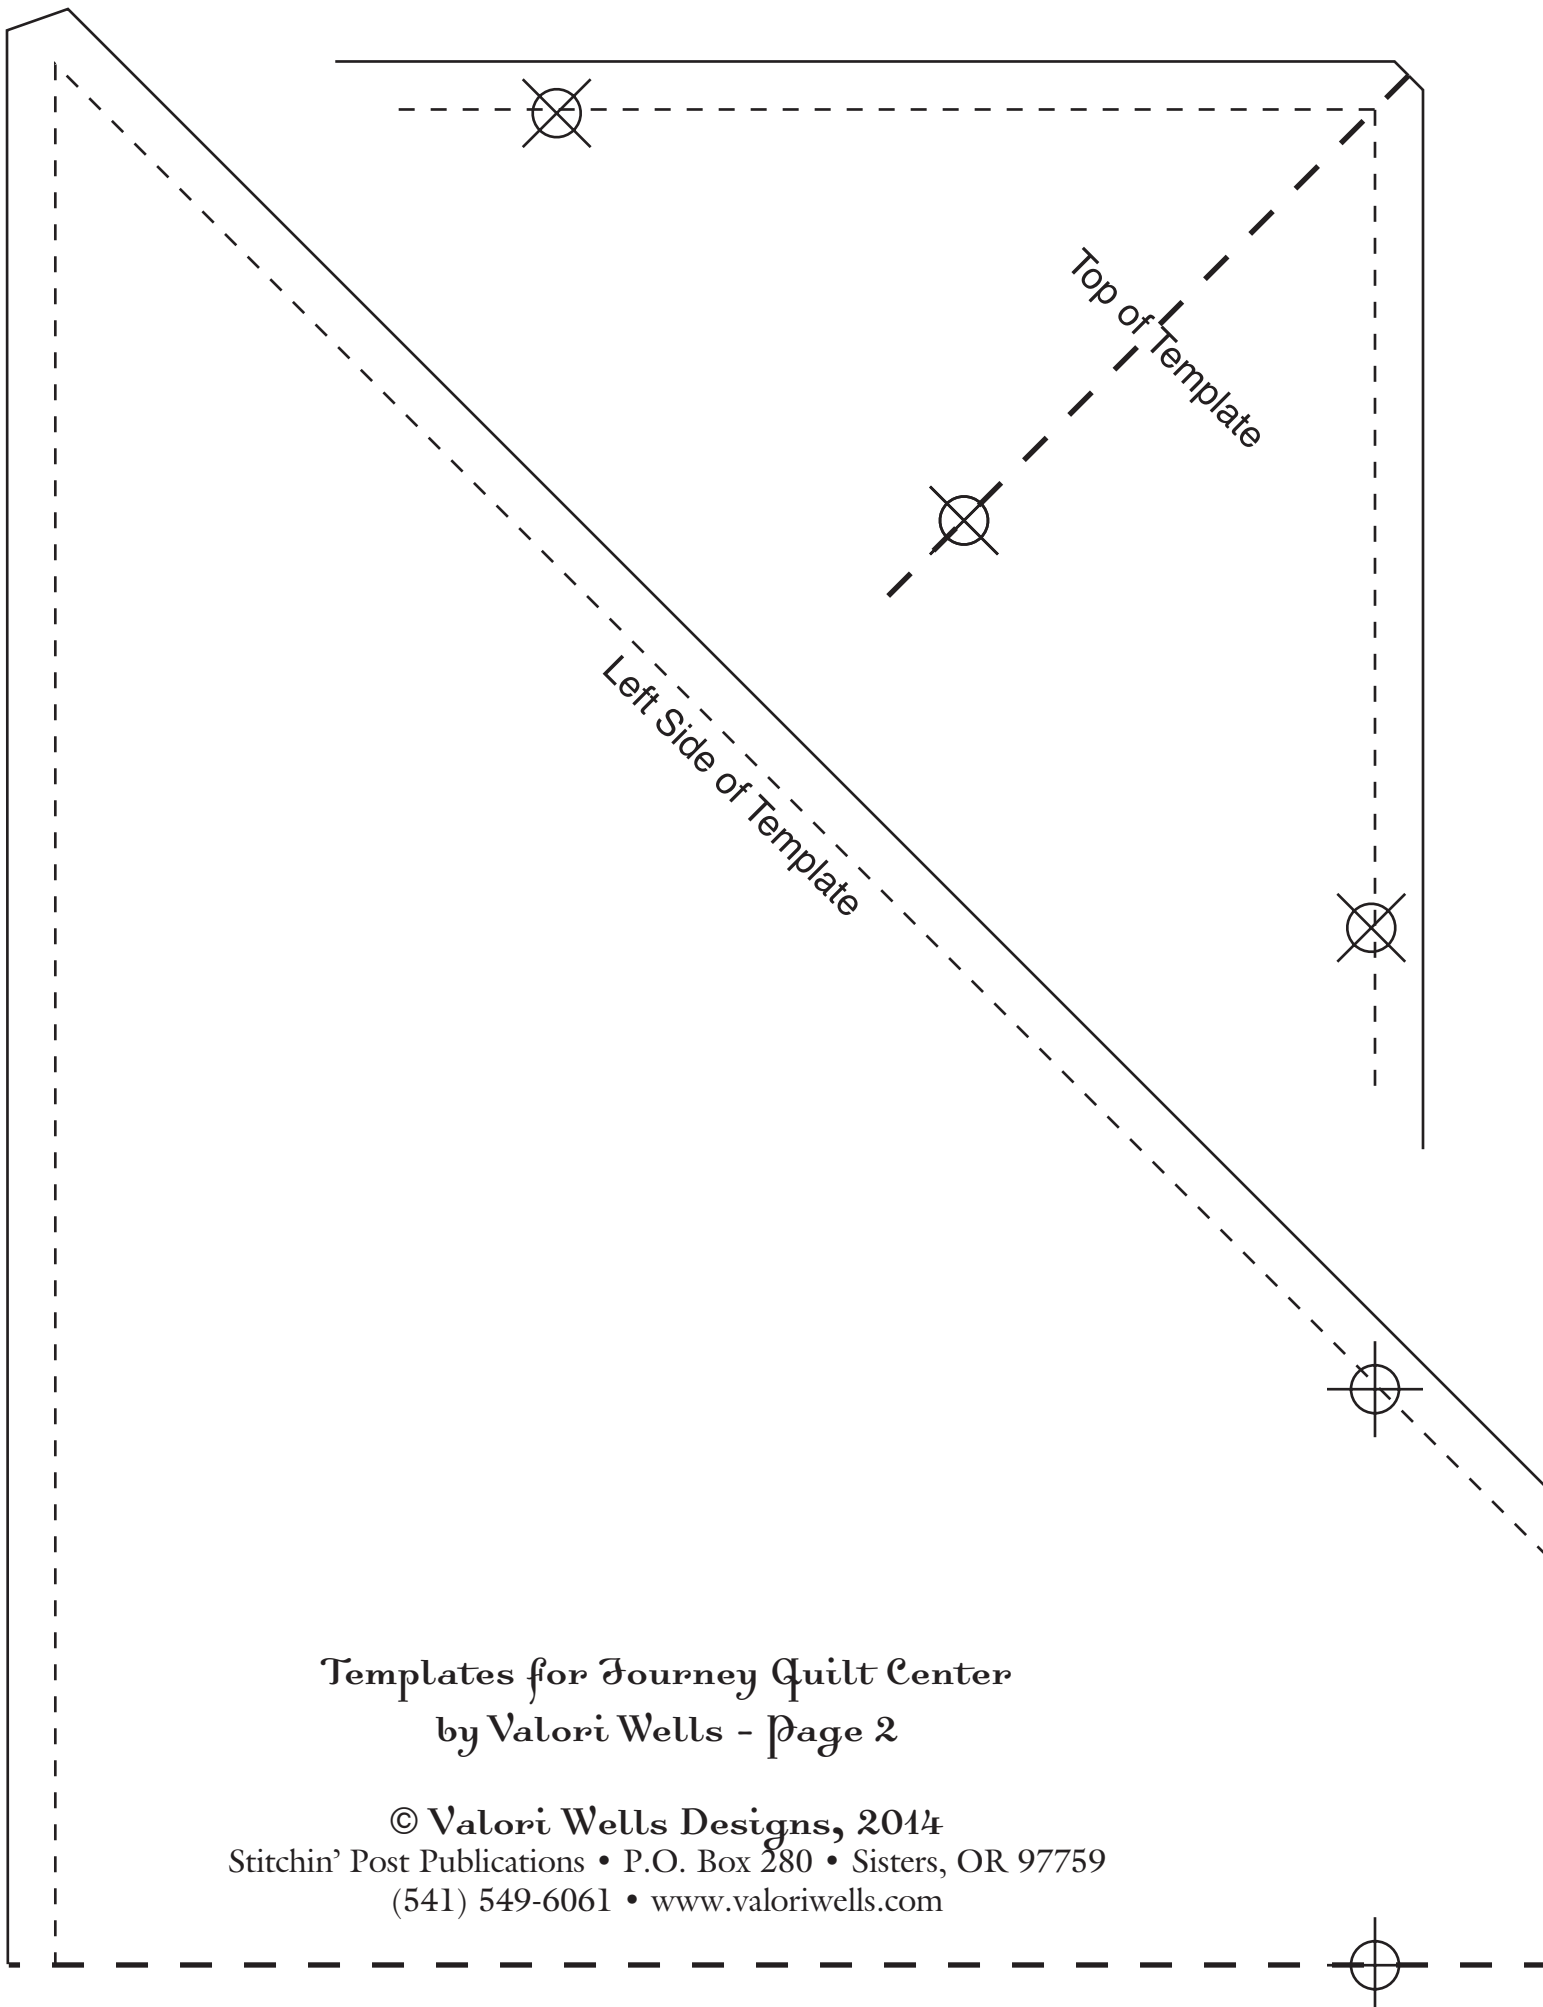 Top of Template
Left Side of Template
Templates for Journey Quilt Center
by Valori Wells - Page 2
© Valori Wells Designs, 2014
Stitchin’ Post Publications • P.O. Box 280 • Sisters, OR 97759
(541) 549-6061 • www.valoriwells.com